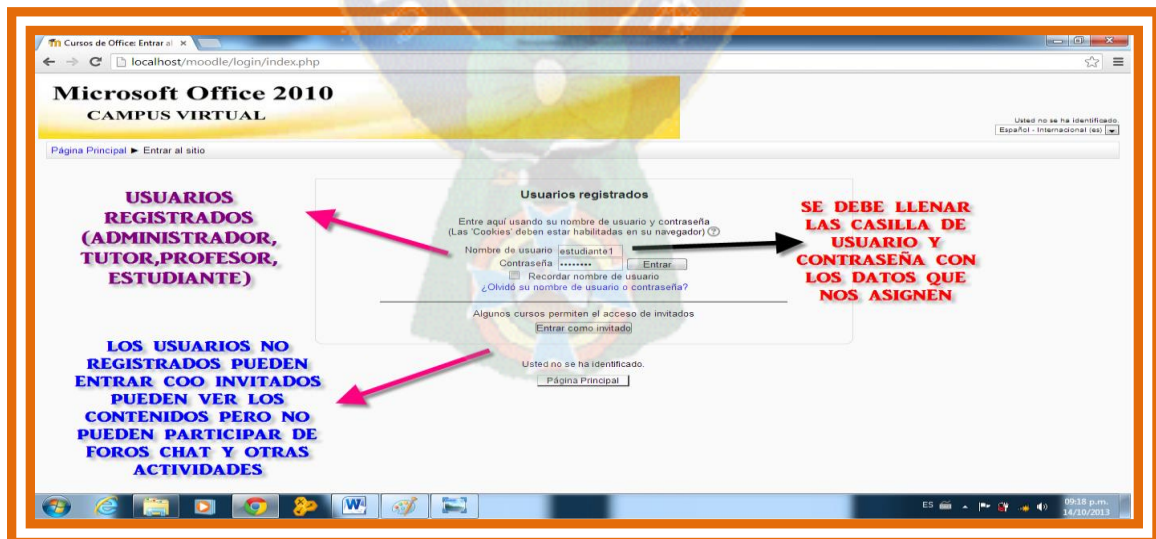 Cursos de Office: Entrar al
localhost/moodle/login/index.php
Microsoft Office 2010
CAMPUS VIRTUAL
Usted no se ha identificado.
Español - Internacional (es)
Página Principal ► Entrar al sitio
USUARIOS
REGISTRADOS
(ADMINISTRADOR,
TUTOR,PROFESOR,
ESTUDIANTE)
Usuarios registrados
Entre aquí usando su nombre de usuario y contraseña
(Las 'Cookies' deben estar habilitadas en su navegador)
Nombre de usuario estudiante1
Contraseña •••••••• Entrar
Recordar nombre de usuario
¿Olvidó su nombre de usuario o contraseña?
Algunos cursos permiten el acceso de invitados
Entrar como invitado
Usted no se ha identificado.
Página Principal
SE DEBE LLENAR
LAS CASILLA DE
USUARIO Y
CONTRASEÑA CON
LOS DATOS QUE
NOS ASIGNEN
LOS USUARIOS NO
REGISTRADOS PUEDEN
ENTRAR COO INVITADOS
PUEDEN VER LOS
CONTENIDOS PERO NO
PUEDEN PARTICIPAR DE
FOROS CHAT Y OTRAS
ACTIVIDADES
ES
09:18 p.m.
14/10/2013